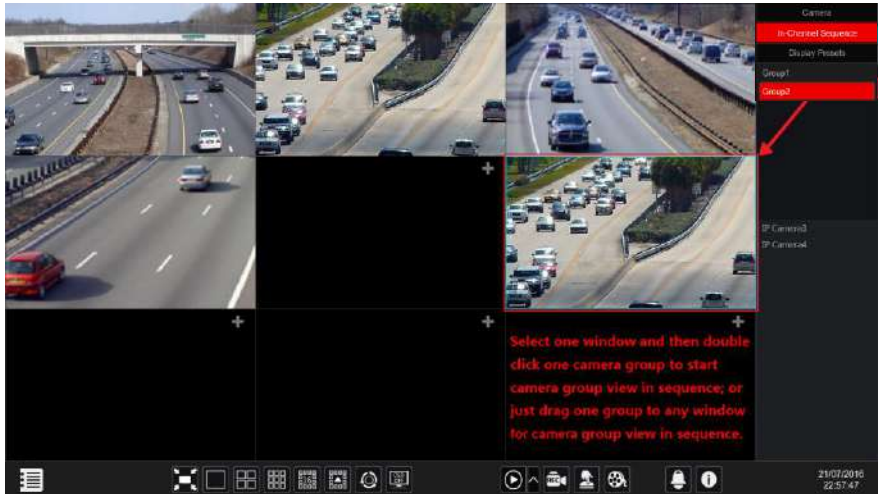 Camera
In-Channel Sequence
Display Presets
Group1
Group2
IP Camera3
IP Camera4
Select one window and then double
click one camera group to start
camera group view in sequence; or
just drag one group to any window
for camera group view in sequence.
REC
21/07/2016
22:57:47